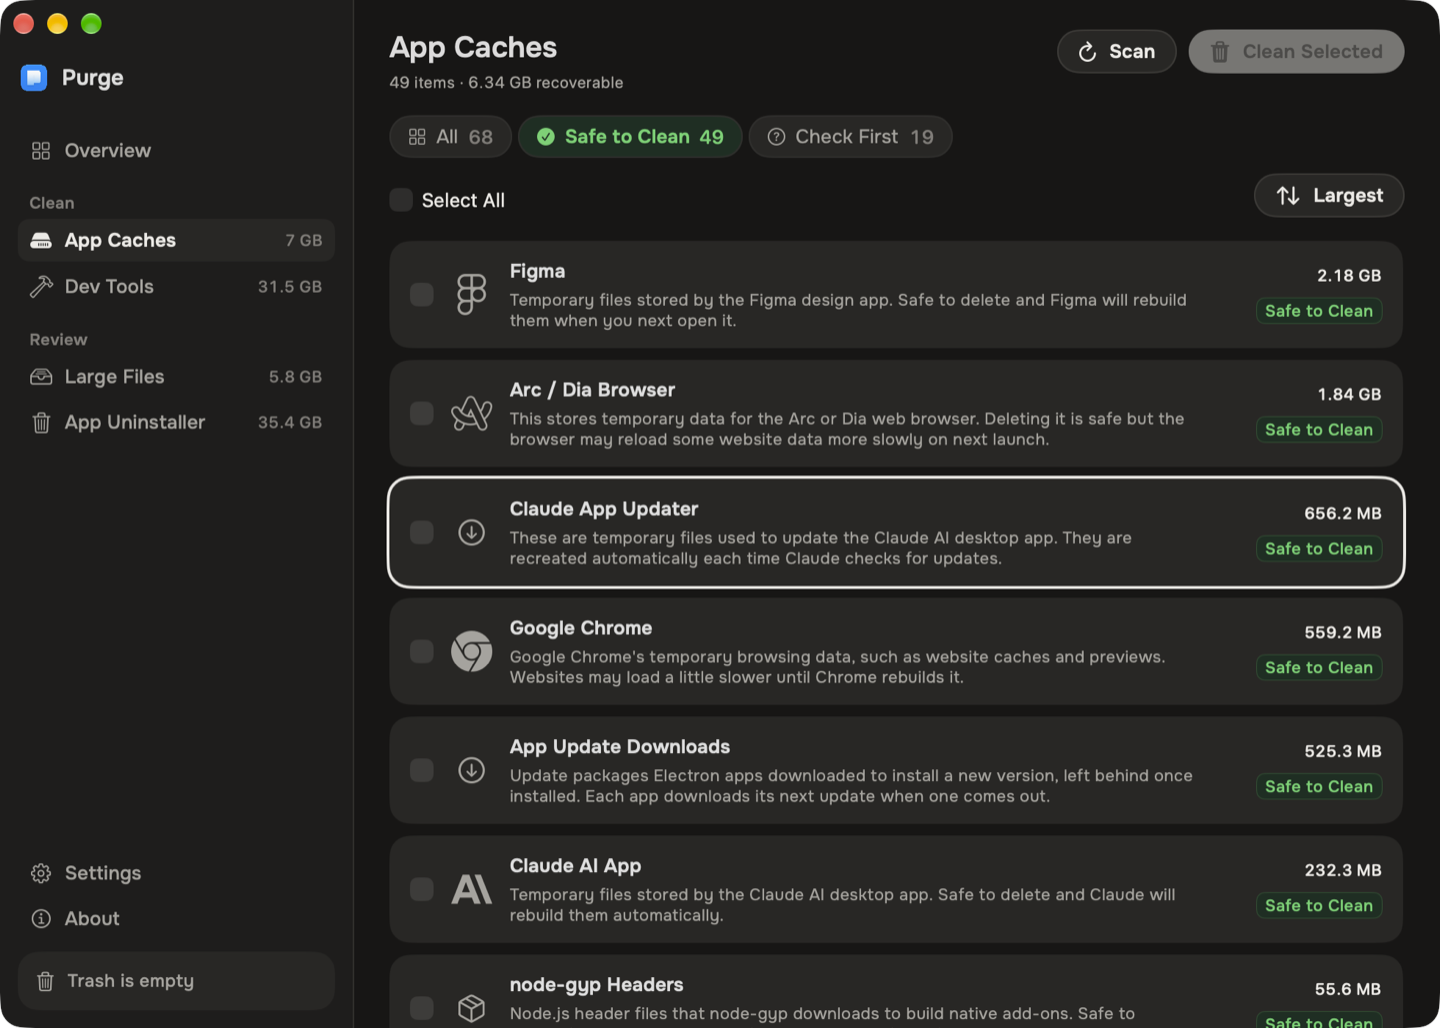 Purge
Overview
Clean
App Caches 7 GB
Dev Tools 31.5 GB
Review
Large Files 5.8 GB
App Uninstaller 35.4 GB
Settings
About
Trash is empty
App Caches
49 items · 6.34 GB recoverable
Scan
Clean Selected
All 68
Safe to Clean 49
Check First 19
Select All
Largest
Figma
Temporary files stored by the Figma design app. Safe to delete and Figma will rebuild
them when you next open it.
2.18 GB
Safe to Clean
Arc / Dia Browser
This stores temporary data for the Arc or Dia web browser. Deleting it is safe but the
browser may reload some website data more slowly on next launch.
1.84 GB
Safe to Clean
Claude App Updater
These are temporary files used to update the Claude AI desktop app. They are
recreated automatically each time Claude checks for updates.
656.2 MB
Safe to Clean
Google Chrome
Google Chrome's temporary browsing data, such as website caches and previews.
Websites may load a little slower until Chrome rebuilds it.
559.2 MB
Safe to Clean
App Update Downloads
Update packages Electron apps downloaded to install a new version, left behind once
installed. Each app downloads its next update when one comes out.
525.3 MB
Safe to Clean
Claude AI App
Temporary files stored by the Claude AI desktop app. Safe to delete and Claude will
rebuild them automatically.
232.3 MB
Safe to Clean
node-gyp Headers
Node.js header files that node-gyp downloads to build native add-ons. Safe to
55.6 MB
Safe to Clean